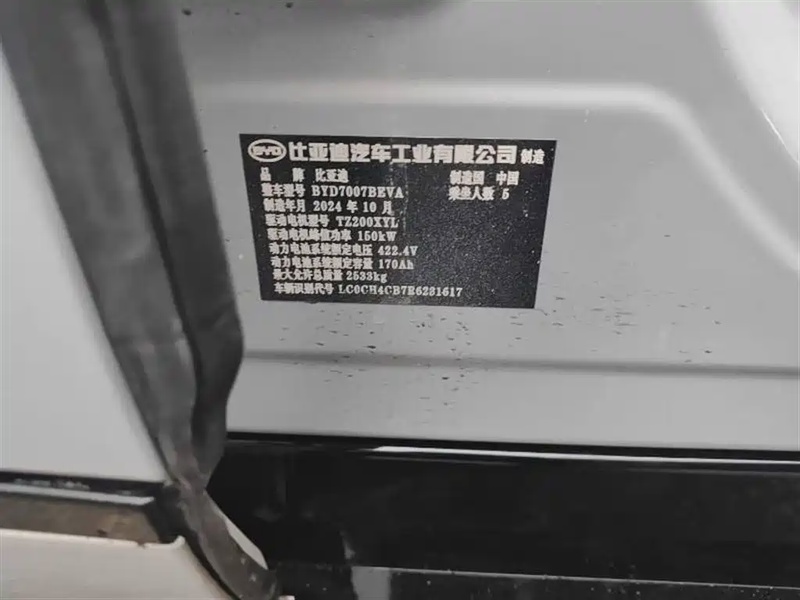 BYD 比亚迪汽车工业有限公司 制造
品 牌 比亚迪 制造国 中国
整车型号 BYD7007BEVA 乘坐人数 5
制造年月 2024 年 10 月
驱动电机型号 TZ200XYL
驱动电机峰值功率 150kW
动力电池系统额定电压 422.4V
动力电池系统额定容量 170Ah
最大允许总质量 2533kg
车辆识别代号 LC0CH4CB7R6231617